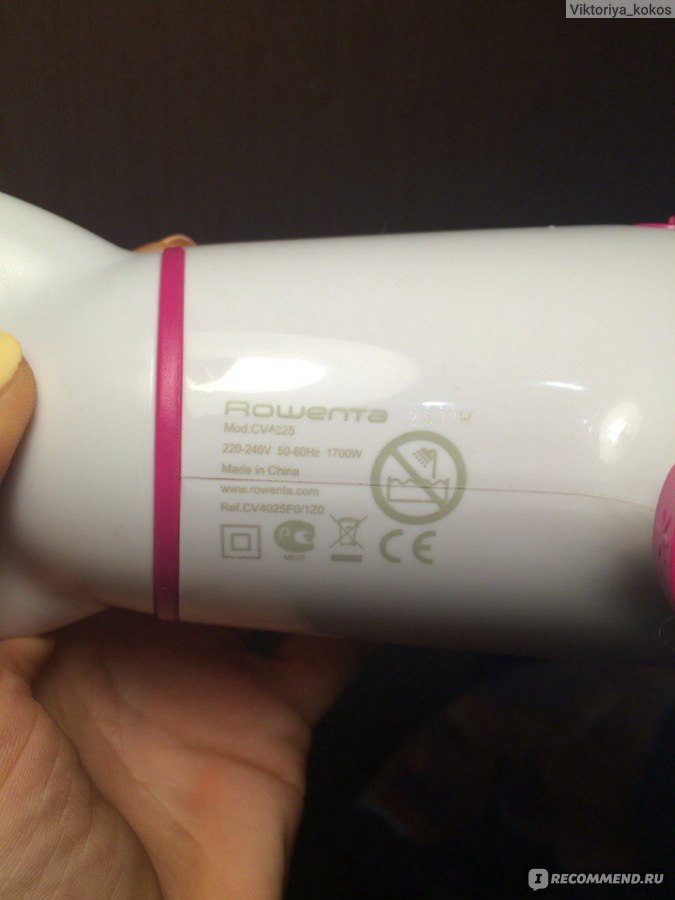 Viktoriya_kokos
Rowenta
Mod.CV4025
220-240V 50-60Hz 1700W
Made in China
www.rowenta.com
Ref.CV4025F0/1Z0
CE
IRECOMMEND.RU